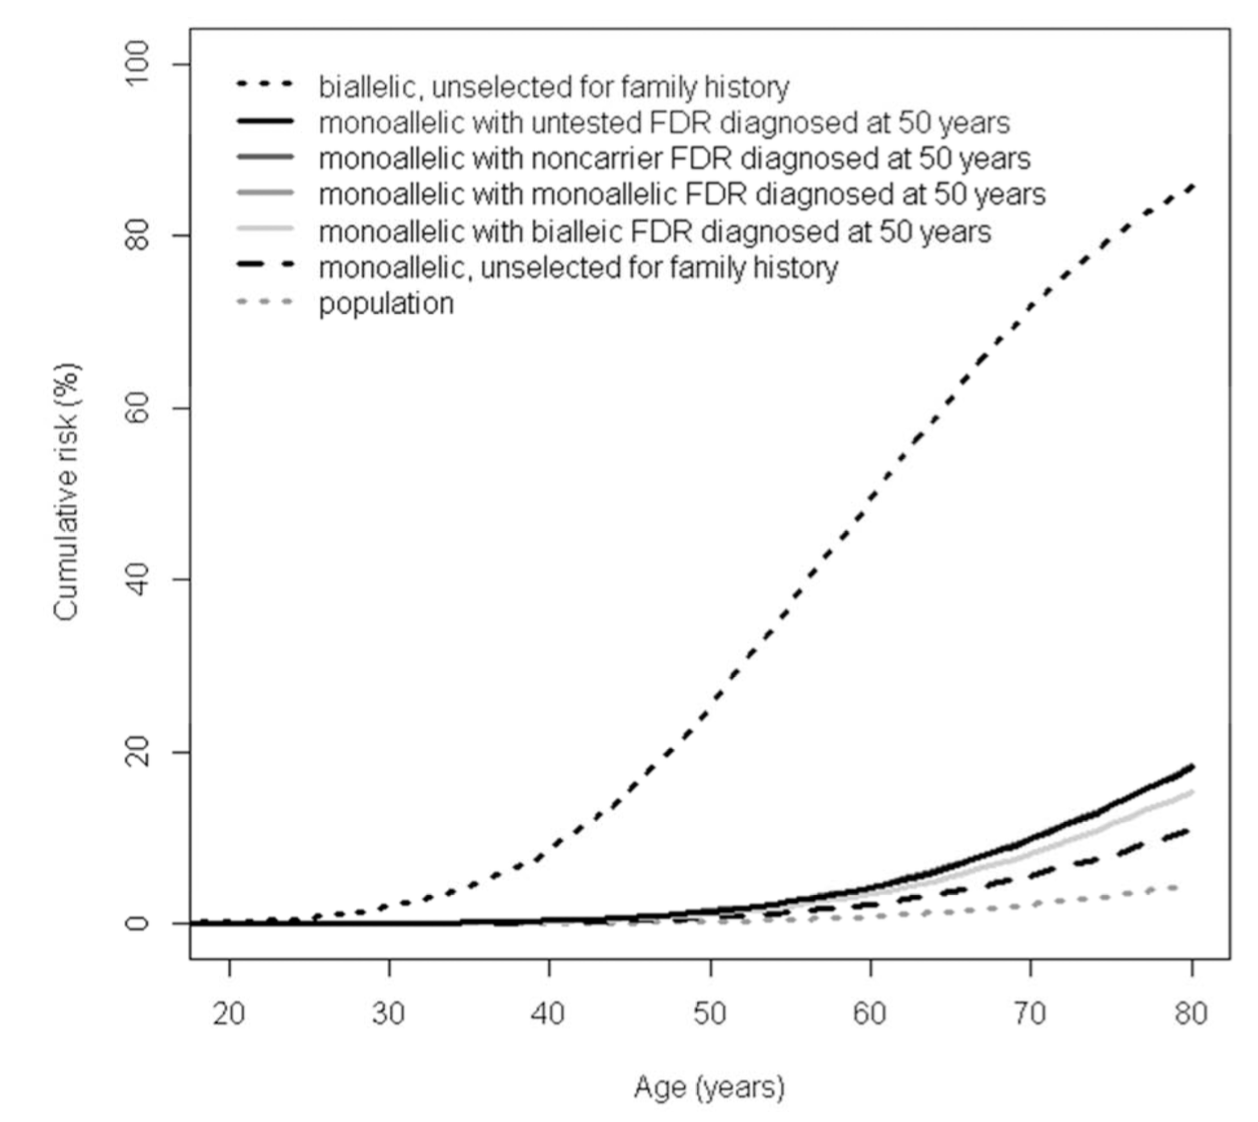 100
80
60
40
20
0
Cumulative risk (%)
biallelic, unselected for family history
monoallelic with untested FDR diagnosed at 50 years
monoallelic with noncarrier FDR diagnosed at 50 years
monoallelic with monoallelic FDR diagnosed at 50 years
monoallelic with bialleic FDR diagnosed at 50 years
monoallelic, unselected for family history
population
20 30 40 50 60 70 80
Age (years)